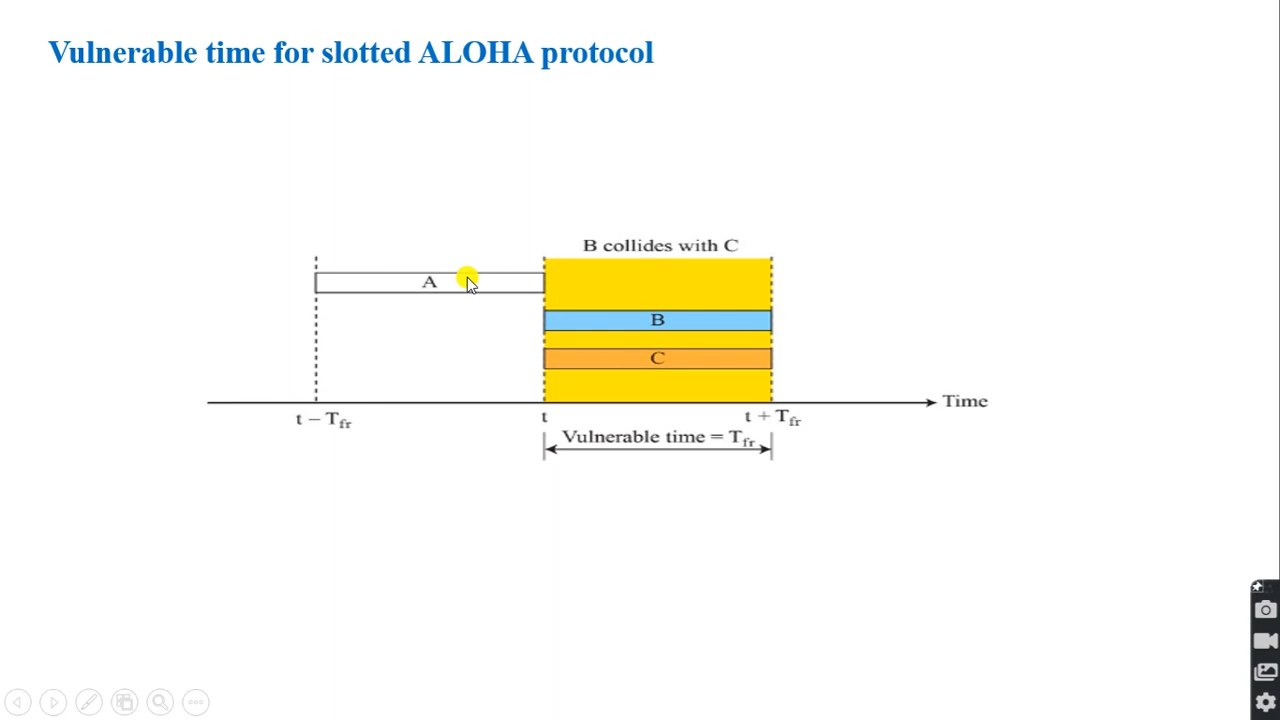 Vulnerable time for slotted ALOHA protocol
B collides with C
A
B
C
Time
t − Tfr
t
t + Tfr
Vulnerable time = Tfr